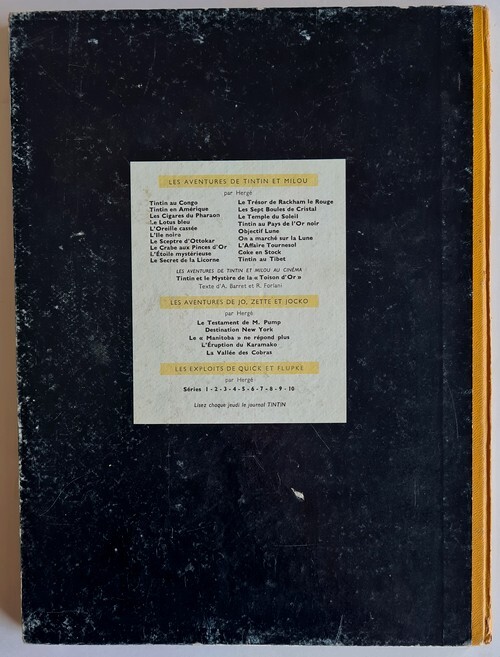 LES AVENTURES DE TINTIN ET MILOU
par Hergé
Tintin au Congo
Tintin en Amérique
Les Cigares du Pharaon
Le Lotus bleu
L'Oreille cassée
L'Ile noire
Le Sceptre d'Ottokar
Le Crabe aux Pinces d'Or
L'Étoile mystérieuse
Le Secret de la Licorne
Le Trésor de Rackham le Rouge
Les Sept Boules de Cristal
Le Temple du Soleil
Tintin au Pays de l'Or noir
Objectif Lune
On a marché sur la Lune
L'Affaire Tournesol
Coke en Stock
Tintin au Tibet
LES AVENTURES DE TINTIN ET MILOU AU CINÉMA :
Tintin et le Mystère de la « Toison d'Or »
Texte d'A. Barret et R. Forlani
LES AVENTURES DE JO, ZETTE ET JOCKO
par Hergé
Le Testament de M. Pump
Destination New York
Le « Manitoba » ne répond plus
L'Éruption du Karamako
La Vallée des Cobras
LES EXPLOITS DE QUICK ET FLUPKE
par Hergé
Séries 1 - 2 - 3 - 4 - 5 - 6 - 7 - 8 - 9 - 10
Lisez chaque jeudi le journal TINTIN